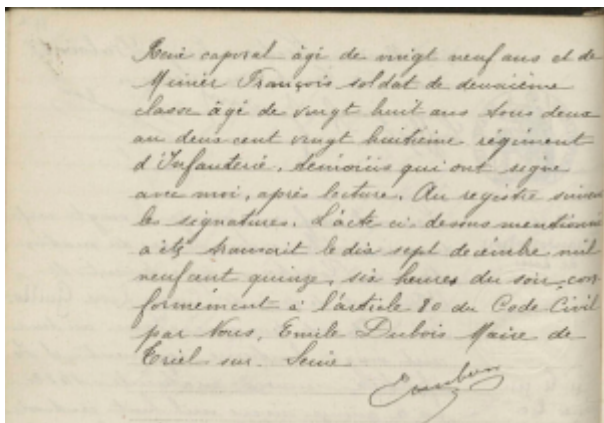 René caporal âgé de vingt neuf ans et de
Minier François soldat de deuxième
classe âgé de vingt huit ans tous deux
au deux cent vingt huitième régiment
d'Infanterie, témoins qui ont signé
avec moi, après lecture. Au registre suivent
les signatures. L'acte ci-dessus mentionné
a été transcrit le dix sept décembre mil
neuf cent quinze, six heures du soir, con
formément à l'article 80 du Code Civil
par Nous, Emile Dubois Maire de
Triel sur Seine